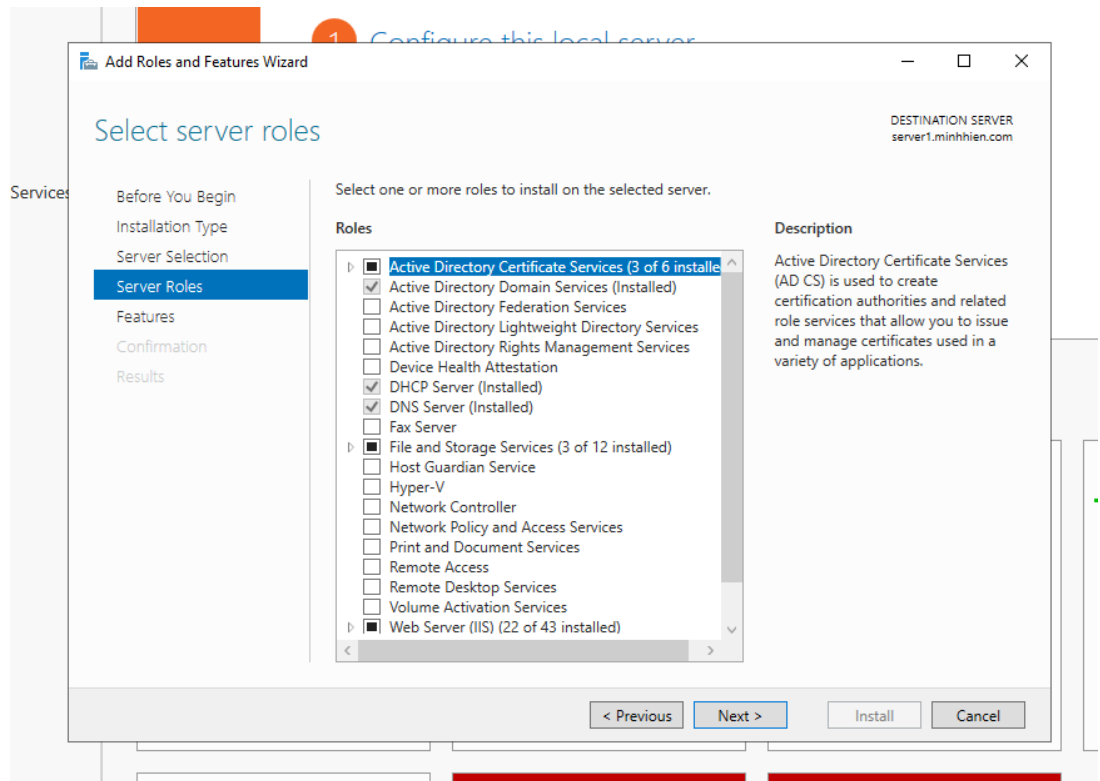 1 Configure this local server
Add Roles and Features Wizard
Select server roles
DESTINATION SERVER
server1.minhhien.com
Services
Before You Begin
Installation Type
Server Selection
Server Roles
Features
Confirmation
Results
Select one or more roles to install on the selected server.
Roles
Active Directory Certificate Services (3 of 6 installe
Active Directory Domain Services (Installed)
Active Directory Federation Services
Active Directory Lightweight Directory Services
Active Directory Rights Management Services
Device Health Attestation
DHCP Server (Installed)
DNS Server (Installed)
Fax Server
File and Storage Services (3 of 12 installed)
Host Guardian Service
Hyper-V
Network Controller
Network Policy and Access Services
Print and Document Services
Remote Access
Remote Desktop Services
Volume Activation Services
Web Server (IIS) (22 of 43 installed)
Description
Active Directory Certificate Services
(AD CS) is used to create
certification authorities and related
role services that allow you to issue
and manage certificates used in a
variety of applications.
< Previous
Next >
Install
Cancel